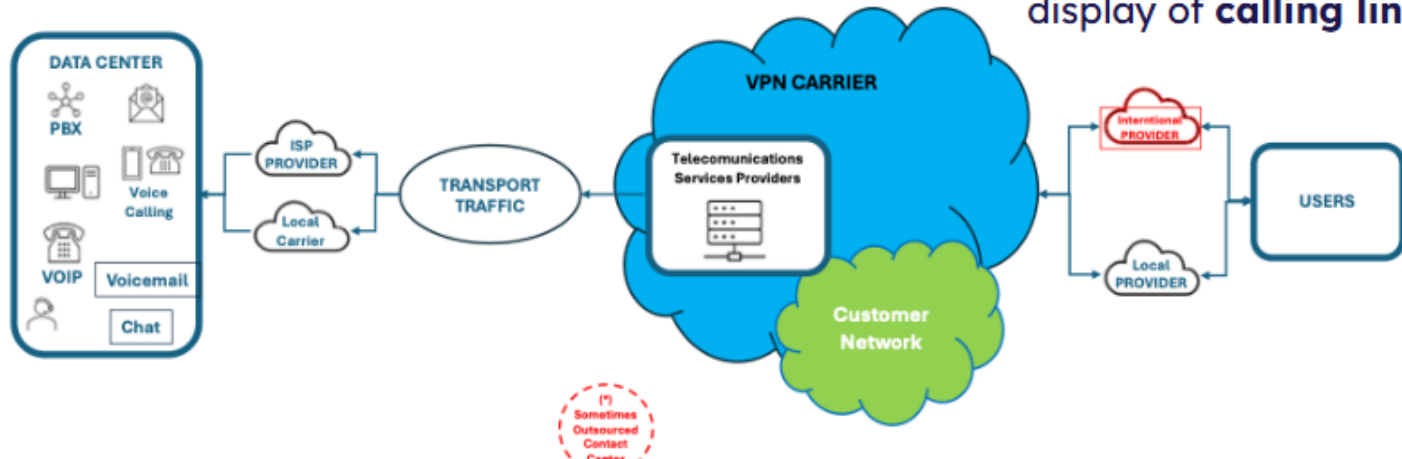 display of calling lin
DATA CENTER
PBX
Voice
Calling
VOIP
Voicemail
Chat
ISP
PROVIDER
Local
Carrier
TRANSPORT
TRAFFIC
VPN CARRIER
Telecomunications
Services Providers
Customer
Network
Interntional
PROVIDER
Local
PROVIDER
USERS
(*)
Sometimes
Outsourced
Contact
Center